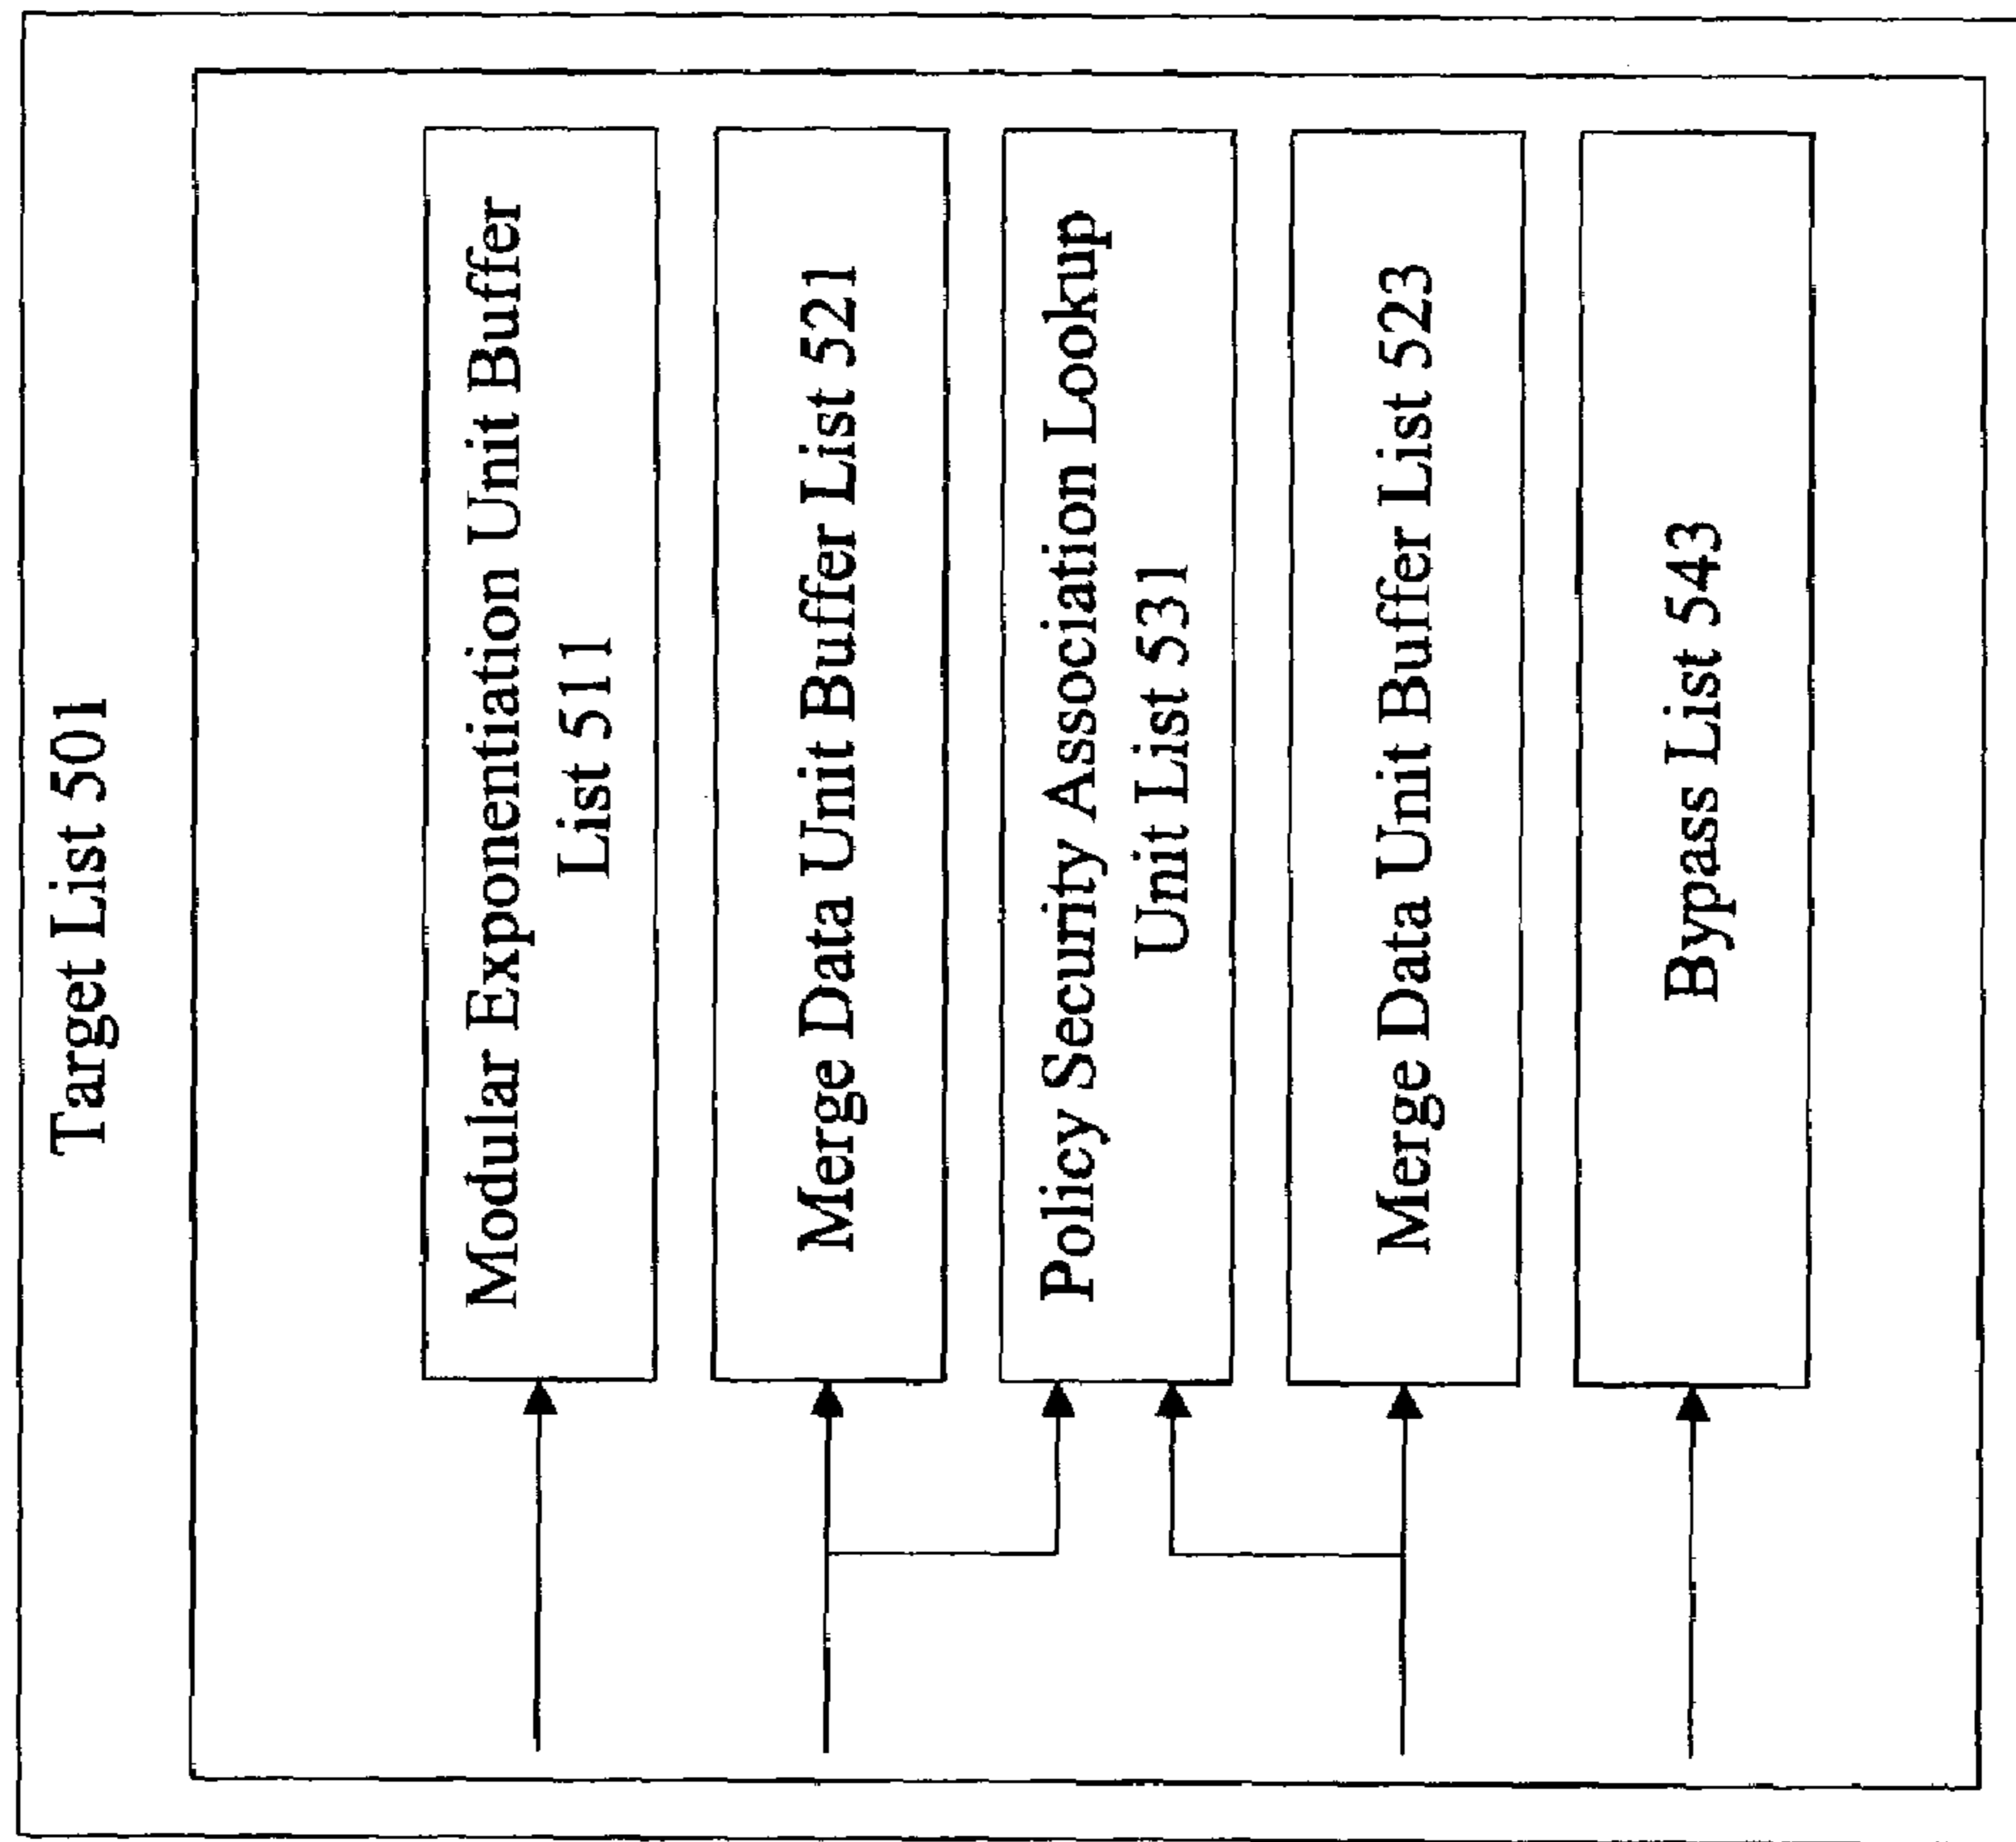 Target List 501
Modular Exponentiation Unit Buffer
List 511
Merge Data Unit Buffer List 521
Policy Security Association Lookup
Unit List 531
Merge Data Unit Buffer List 523
Bypass List 543